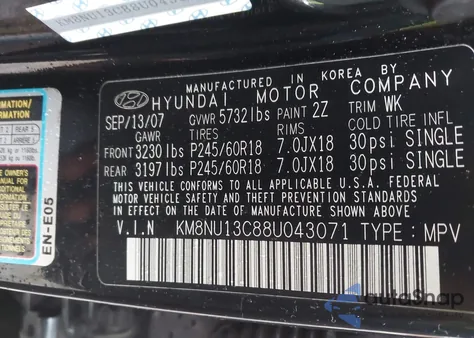 KM8NU13C88U04
MANUFACTURED IN KOREA BY
HYUNDAI MOTOR COMPANY
SEP/13/07 GVWR 5732lbs PAINT 2Z TRIM WK
GAWR TIRES RIMS COLD TIRE INFL.
FRONT 3230lbs P245/60R18 7.0JX18 30psi SINGLE
REAR 3197lbs P245/60R18 7.0JX18 30psi SINGLE
THIS VEHICLE CONFORMS TO ALL APPLICABLE U.S.A. FEDERAL
MOTOR VEHICLE SAFETY AND THEFT PREVENTION STANDARDS
IN EFFECT ON THE DATE OF MANUFACTURE SHOWN ABOVE.
V.I.N KM8NU13C88U043071 TYPE: MPV
FORMATION
EN-E05
autoSnap